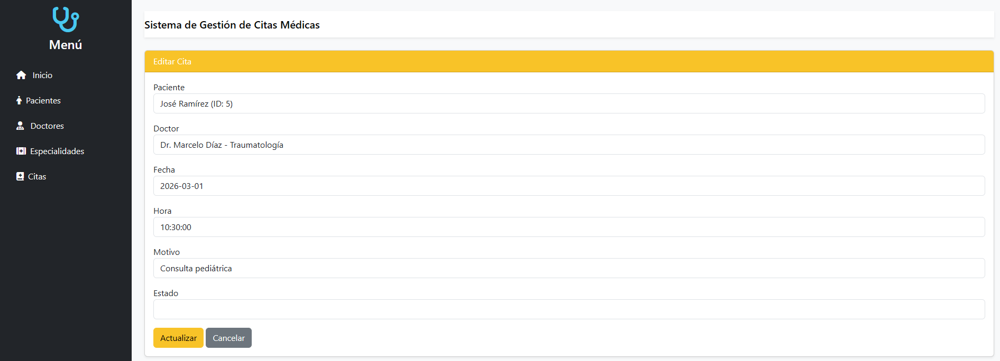 Menú
Inicio
Pacientes
Doctores
Especialidades
Citas
Sistema de Gestión de Citas Médicas
Editar Cita
Paciente
José Ramírez (ID: 5)
Doctor
Dr. Marcelo Díaz - Traumatología
Fecha
2026-03-01
Hora
10:30:00
Motivo
Consulta pediátrica
Estado
Actualizar Cancelar